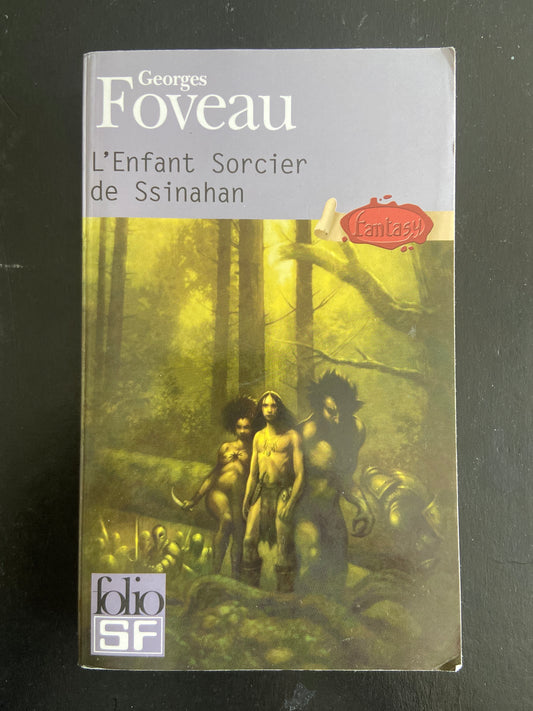 Georges
Foveau
L'Enfant Sorcier
de Ssinahan
fantasy
folio
SF